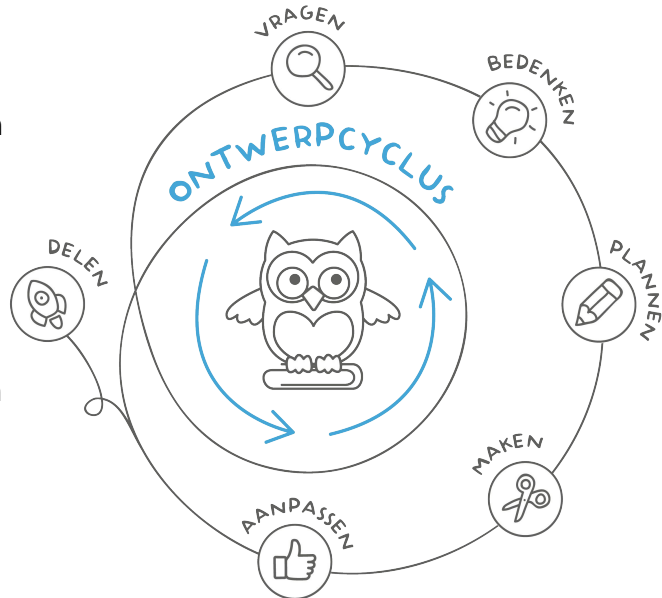 VRAGEN
BEDENKEN
ONTWERPCYCLUS
DELEN
PLANNEN
MAKEN
AANPASSEN